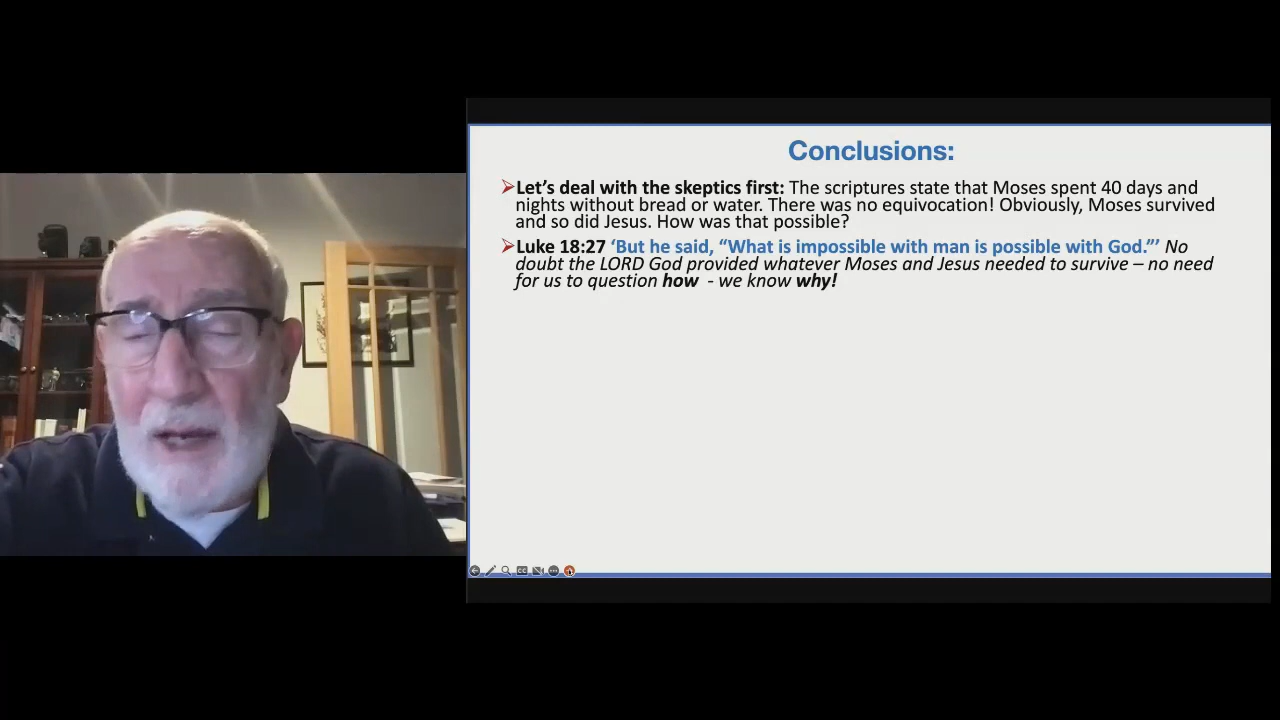 Conclusions:
➢Let's deal with the skeptics first: The scriptures state that Moses spent 40 days and
nights without bread or water. There was no equivocation! Obviously, Moses survived
and so did Jesus. How was that possible?
➢Luke 18:27 ‘But he said, “What is impossible with man is possible with God.”’ No
doubt the LORD God provided whatever Moses and Jesus needed to survive – no need
for us to question how - we know why!
CC